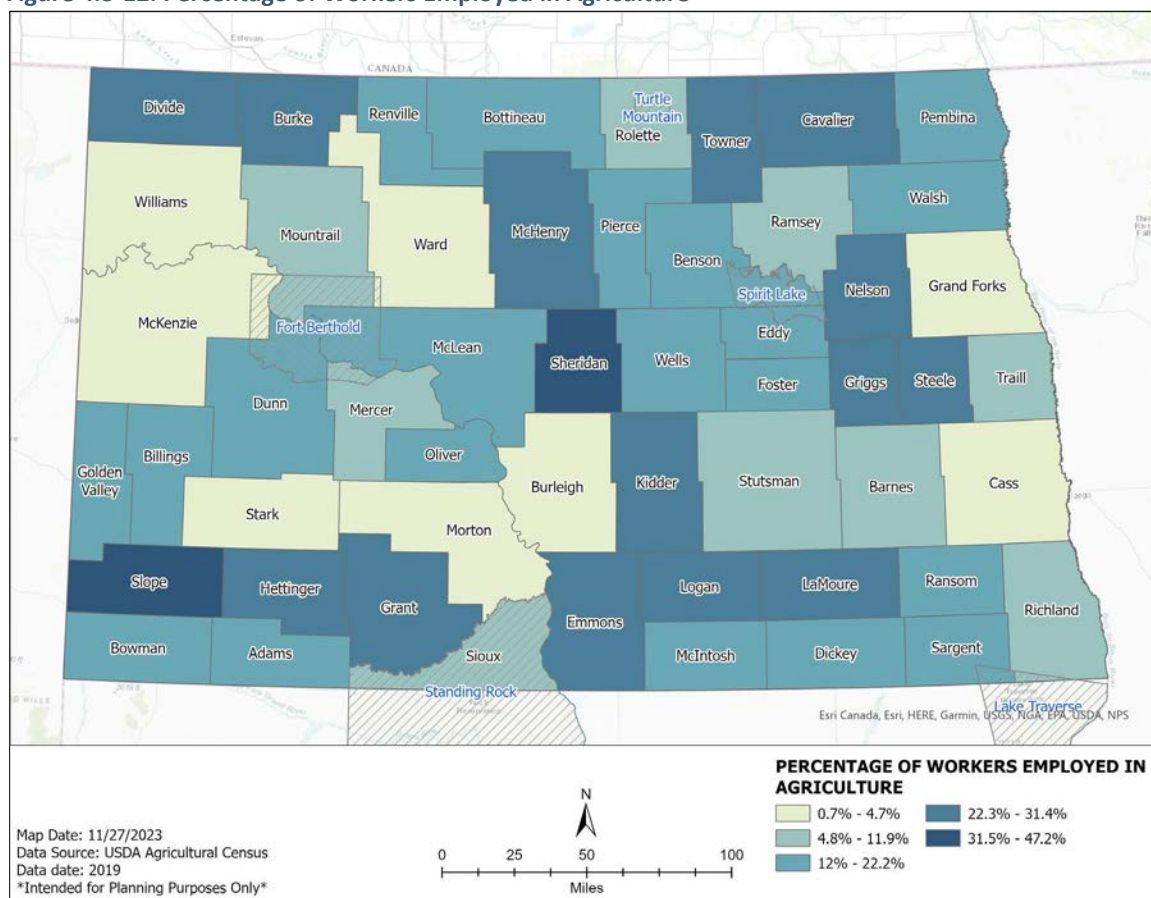 Figure 4.3-12: Percentage of Workers Employed in Agriculture
Estevan
CANADA
Divide
Burke
Renville
Bottineau
Turtle
Mountain
Rolette
Towner
Cavalier
Pembina
Williams
Mountrail
Ward
McHenry
Pierce
Benson
Ramsey
Walsh
McKenzie
Fort Berthold
McLean
Sheridan
Wells
Spirit Lake
Eddy
Foster
Nelson
Grand Forks
Griggs
Steele
Traill
Golden
Valley
Billings
Dunn
Mercer
Oliver
Burleigh
Kidder
Stutsman
Barnes
Cass
Stark
Morton
Slope
Hettinger
Grant
Emmons
Logan
LaMoure
Ransom
Richland
Bowman
Adams
Sioux
Standing Rock
McIntosh
Dickey
Sargent
Lake Traverse
Esri Canada, Esri, HERE, Garmin, USGS, NGA, EPA, USDA, NPS
PERCENTAGE OF WORKERS EMPLOYED IN
AGRICULTURE
0.7% - 4.7%
22.3% - 31.4%
4.8% - 11.9%
31.5% - 47.2%
12% - 22.2%
N
0 25 50 100
Miles
Map Date: 11/27/2023
Data Source: USDA Agricultural Census
Data date: 2019
*Intended for Planning Purposes Only*